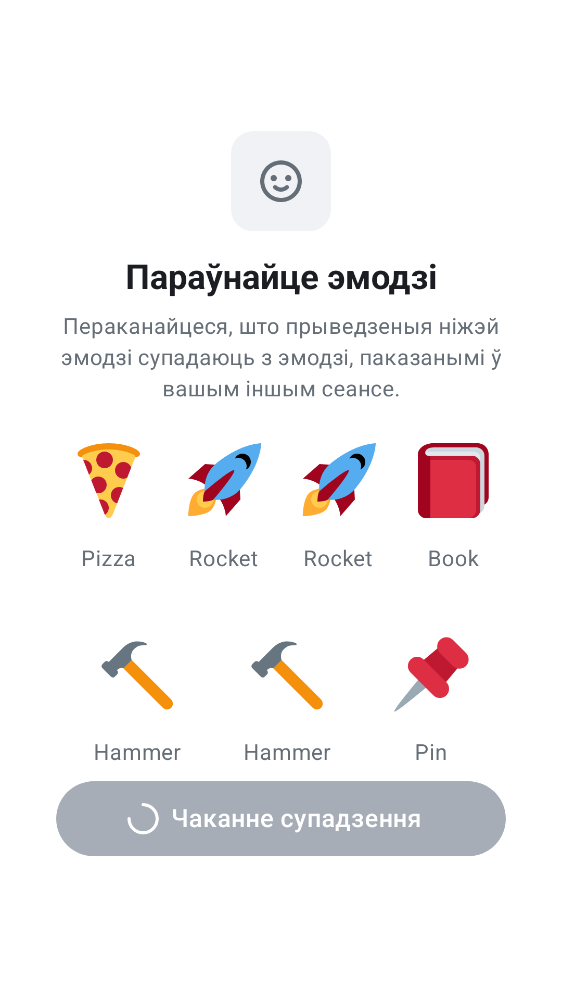 Параўнайце эмодзі
Пераканайцеся, што прыведзеныя ніжэй
эмодзі супадаюць з эмодзі, паказанымі ў
вашым іншым сеансе.
Pizza Rocket Rocket Book
Hammer Hammer Pin
Чаканне супадзення